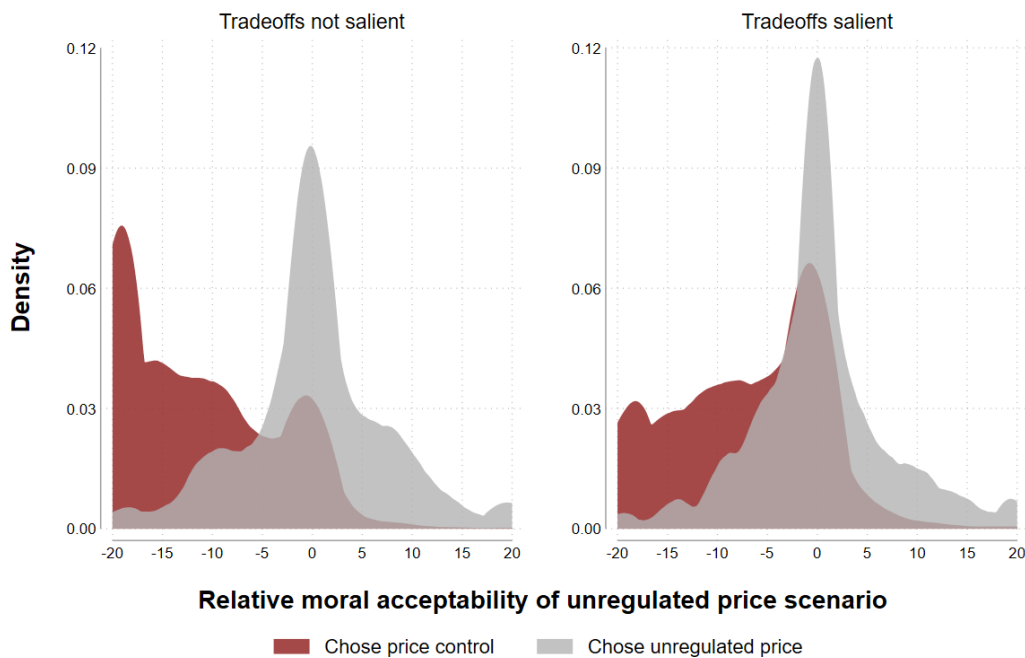 Tradeoffs not salient
Tradeoffs salient
0.12
0.09
0.06
0.03
0.00
0.12
0.09
0.06
0.03
0.00
Density
-20 -15 -10 -5 0 5 10 15 20
-20 -15 -10 -5 0 5 10 15 20
Relative moral acceptability of unregulated price scenario
Chose price control
Chose unregulated price